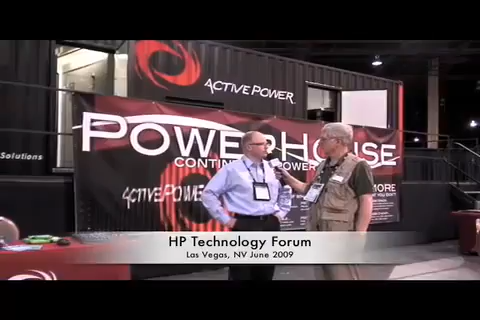 ACTIVE POWER
POWERHOUSE
CONTIN POWER
Solutions
ACTIVE POWER
MORE
HP Technology Forum
Las Vegas, NV June 2009